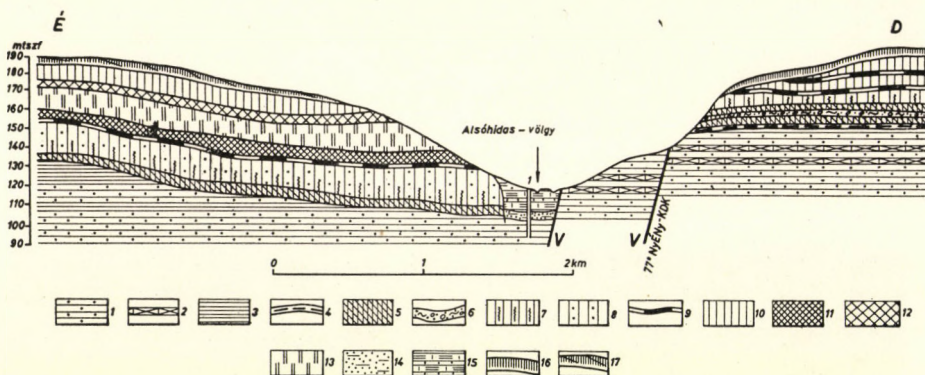 É
D
mtszf
190
180
170
160
150
140
130
120
110
100
90
Alsóhidas-völgy
1
V
V
77° NyÉNy-KDK
0 1 2 km
1 2 3 4 5 6 7 8 9 10 11 12
13 14 15 16 17